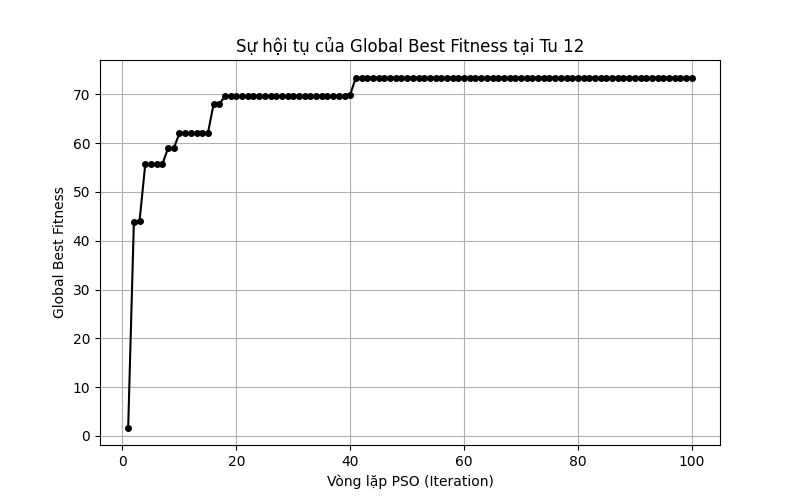 Sự hội tụ của Global Best Fitness tại Tu 12
Global Best Fitness
70
60
50
40
30
20
10
0
0 20 40 60 80 100
Vòng lặp PSO (Iteration)